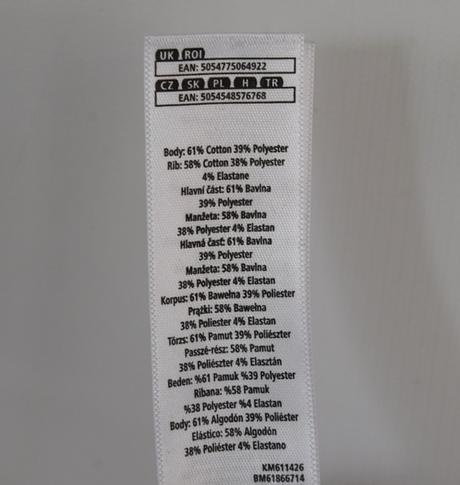 UK ROI
EAN: 5054775064922
CZ SK PL H TR
EAN: 5054548576768
Body: 61% Cotton 39% Polyester
Rib: 58% Cotton 38% Polyester
4% Elastane
Hlavní část: 61% Bavlna
39% Polyester
Manžeta: 58% Bavlna
38% Polyester 4% Elastan
Hlavná časť: 61% Bavlna
39% Polyester
Manžeta: 58% Bavlna
38% Polyester 4% Elastan
Korpus: 61% Bawełna 39% Poliester
Prążki: 58% Bawełna
38% Poliester 4% Elastan
Törzs: 61% Pamut 39% Poliészter
Passzé-rész: 58% Pamut
38% Poliészter 4% Elasztán
Beden: %61 Pamuk %39 Polyester
Ribana: %58 Pamuk
%38 Polyester %4 Elastan
Body: 61% Algodón 39% Poliéster
Elástico: 58% Algodón
38% Poliéster 4% Elastano
KM611426
BM61866714